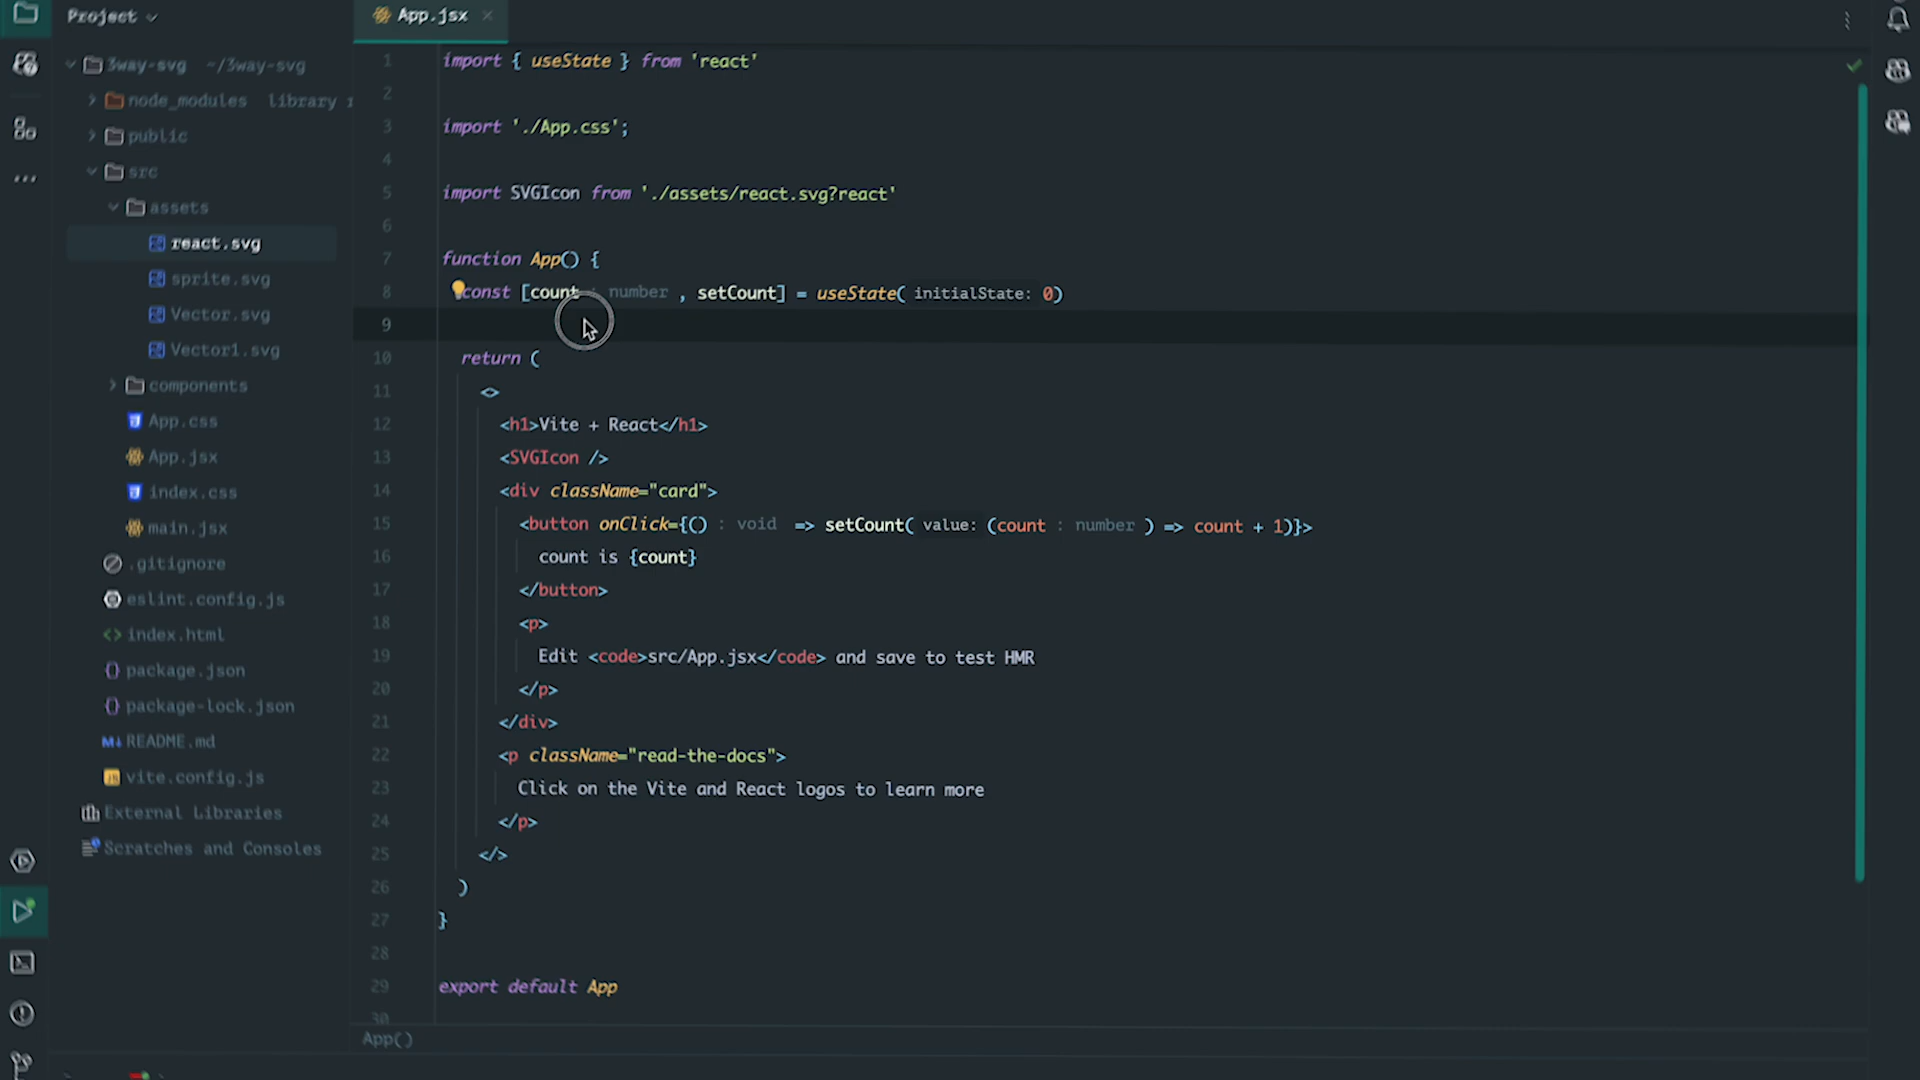 Project
App.jsx
3way-svg ~/3way-svg
node_modules library r
public
src
assets
react.svg
sprite.svg
Vector.svg
Vector1.svg
components
App.css
App.jsx
index.css
main.jsx
.gitignore
eslint.config.js
index.html
package.json
package-lock.json
README.md
vite.config.js
External Libraries
Scratches and Consoles
1 import { useState } from 'react'
2
3 import './App.css';
4
5 import SVGIcon from './assets/react.svg?react'
6
7 function App() {
8 const [count : number , setCount] = useState( initialState: 0)
9
10 return (
11 <>
12 <h1>Vite + React</h1>
13 <SVGIcon />
14 <div className="card">
15 <button onClick={() : void => setCount( value: (count : number ) => count + 1)}>
16 count is {count}
17 </button>
18 <p>
19 Edit <code>src/App.jsx</code> and save to test HMR
20 </p>
21 </div>
22 <p className="read-the-docs">
23 Click on the Vite and React logos to learn more
24 </p>
25 </>
26 )
27 }
28
29 export default App
30
App()